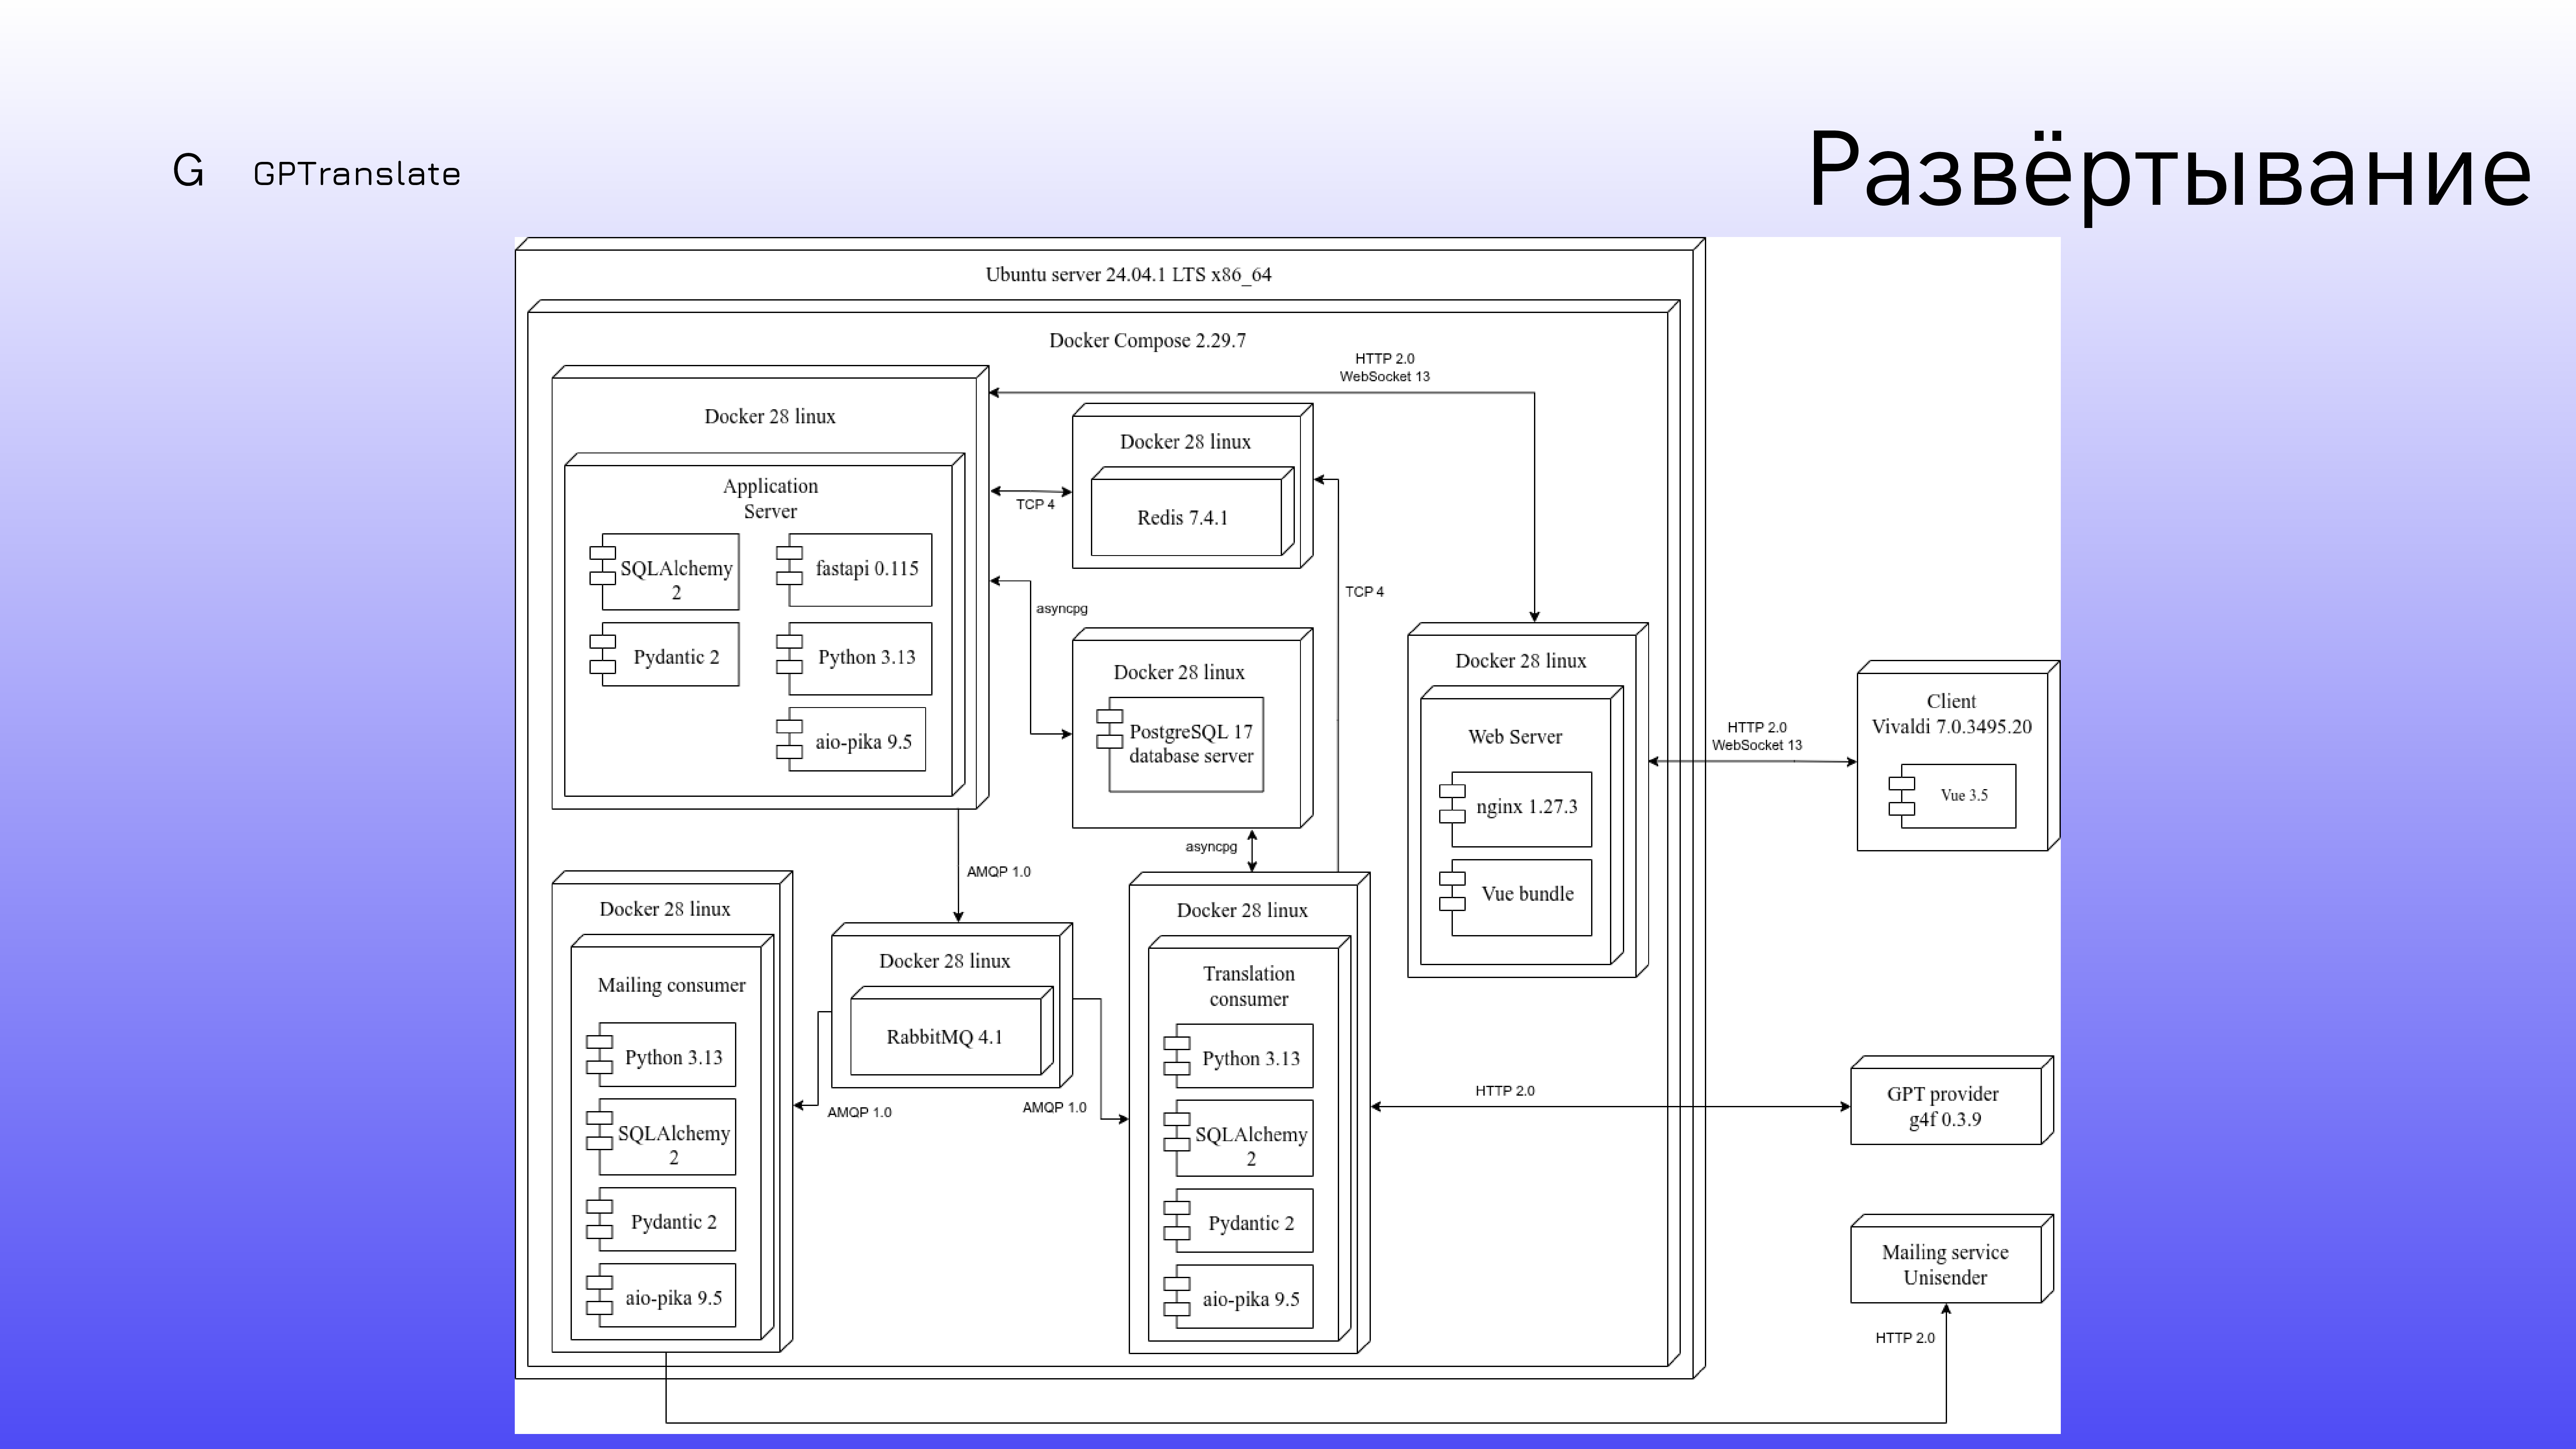 G GPTranslate
Развёртывание
Ubuntu server 24.04.1 LTS x86_64
Docker Compose 2.29.7
HTTP 2.0
WebSocket 13
Docker 28 linux
Application
Server
SQLAlchemy
2
fastapi 0.115
Pydantic 2
Python 3.13
aio-pika 9.5
TCP 4
Docker 28 linux
Redis 7.4.1
asyncpg
TCP 4
Docker 28 linux
PostgreSQL 17
database server
Docker 28 linux
Web Server
nginx 1.27.3
Vue bundle
HTTP 2.0
WebSocket 13
Client
Vivaldi 7.0.3495.20
Vue 3.5
asyncpg
AMQP 1.0
Docker 28 linux
Mailing consumer
Python 3.13
SQLAlchemy
2
Pydantic 2
aio-pika 9.5
Docker 28 linux
RabbitMQ 4.1
AMQP 1.0
AMQP 1.0
Docker 28 linux
Translation
consumer
Python 3.13
SQLAlchemy
2
Pydantic 2
aio-pika 9.5
HTTP 2.0
GPT provider
g4f 0.3.9
Mailing service
Unisender
HTTP 2.0